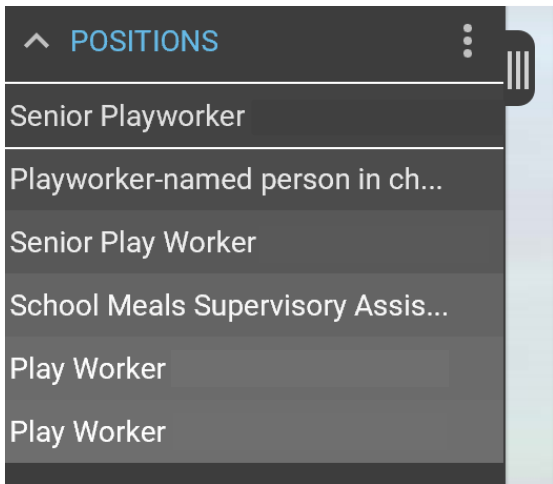 POSITIONS
Senior Playworker
Playworker-named person in ch...
Senior Play Worker
School Meals Supervisory Assis...
Play Worker
Play Worker